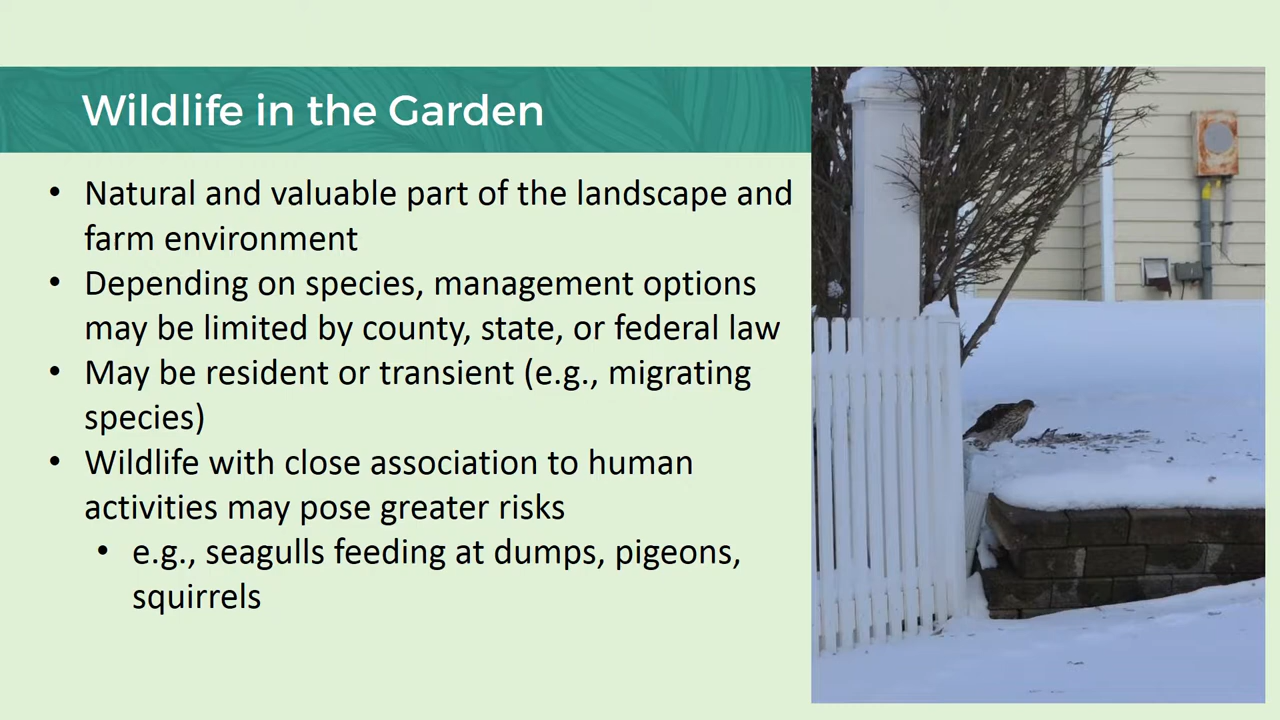 Wildlife in the Garden
• Natural and valuable part of the landscape and
farm environment
• Depending on species, management options
may be limited by county, state, or federal law
• May be resident or transient (e.g., migrating
species)
• Wildlife with close association to human
activities may pose greater risks
• e.g., seagulls feeding at dumps, pigeons,
squirrels